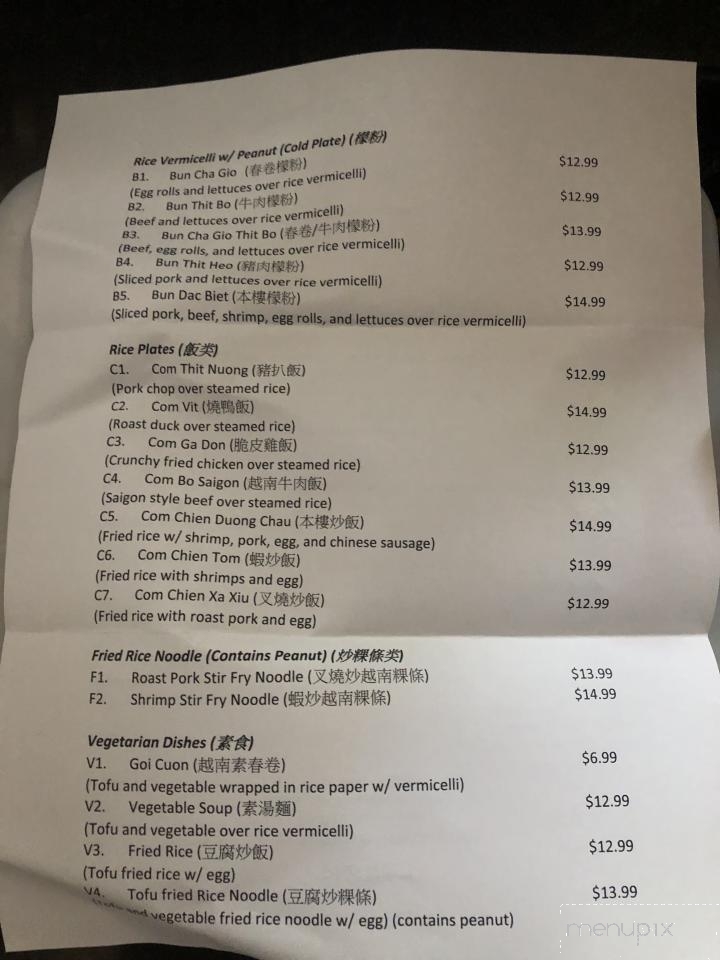 Rice Vermicelli w/ Peanut (Cold Plate) (檬粉)
B1. Bun Cha Gio (春卷檬粉) $12.99
(Egg rolls and lettuces over rice vermicelli)
B2. Bun Thit Bo (牛肉檬粉) $12.99
(Beef and lettuces over rice vermicelli)
B3. Bun Cha Gio Thit Bo (春卷/牛肉檬粉) $13.99
(Beef, egg rolls, and lettuces over rice vermicelli)
B4. Bun Thit Heo (豬肉檬粉) $12.99
(Sliced pork and lettuces over rice vermicelli)
B5. Bun Dac Biet (本樓檬粉) $14.99
(Sliced pork, beef, shrimp, egg rolls, and lettuces over rice vermicelli)
Rice Plates (飯类)
C1. Com Thit Nuong (豬扒飯) $12.99
(Pork chop over steamed rice)
C2. Com Vit (燒鴨飯) $14.99
(Roast duck over steamed rice)
C3. Com Ga Don (脆皮雞飯) $12.99
(Crunchy fried chicken over steamed rice)
C4. Com Bo Saigon (越南牛肉飯) $13.99
(Saigon style beef over steamed rice)
C5. Com Chien Duong Chau (本樓炒飯) $14.99
(Fried rice w/ shrimp, pork, egg, and chinese sausage)
C6. Com Chien Tom (蝦炒飯) $13.99
(Fried rice with shrimps and egg)
C7. Com Chien Xa Xiu (叉燒炒飯) $12.99
(Fried rice with roast pork and egg)
Fried Rice Noodle (Contains Peanut) (炒粿條类)
F1. Roast Pork Stir Fry Noodle (叉燒炒越南粿條) $13.99
F2. Shrimp Stir Fry Noodle (蝦炒越南粿條) $14.99
Vegetarian Dishes (素食)
V1. Goi Cuon (越南素春卷) $6.99
(Tofu and vegetable wrapped in rice paper w/ vermicelli)
V2. Vegetable Soup (素湯麵) $12.99
(Tofu and vegetable over rice vermicelli)
V3. Fried Rice (豆腐炒飯) $12.99
(Tofu fried rice w/ egg)
V4. Tofu fried Rice Noodle (豆腐炒粿條) $13.99
(Tofu and vegetable fried rice noodle w/ egg) (contains peanut)
menupix